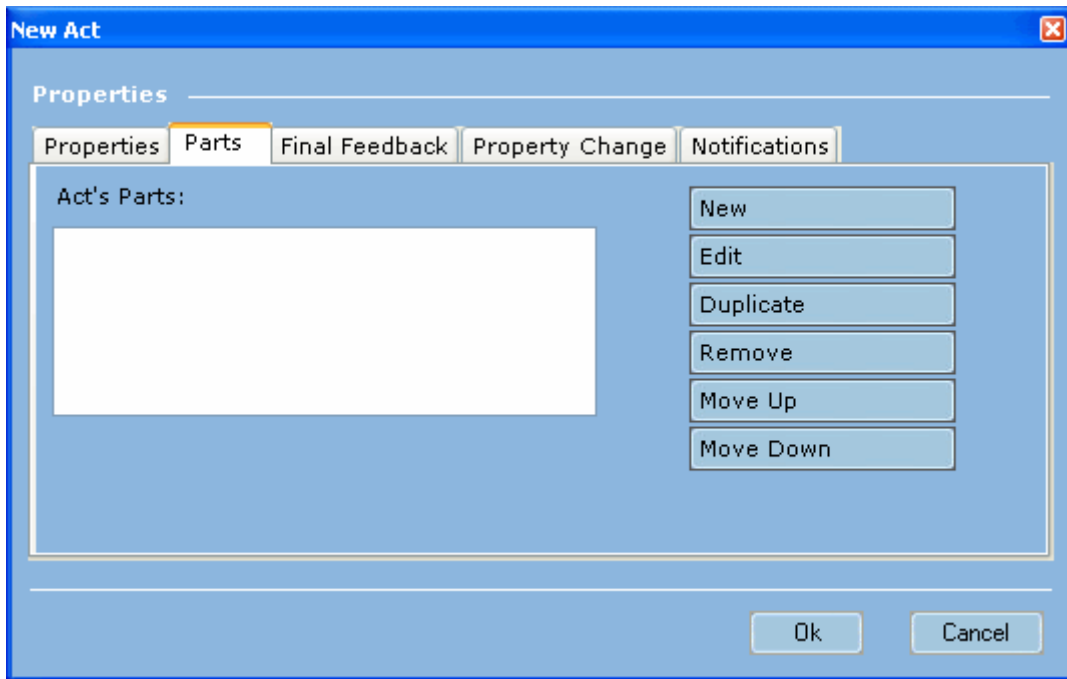 New Act
Properties
Properties Parts Final Feedback Property Change Notifications
Act's Parts:
New
Edit
Duplicate
Remove
Move Up
Move Down
Ok Cancel